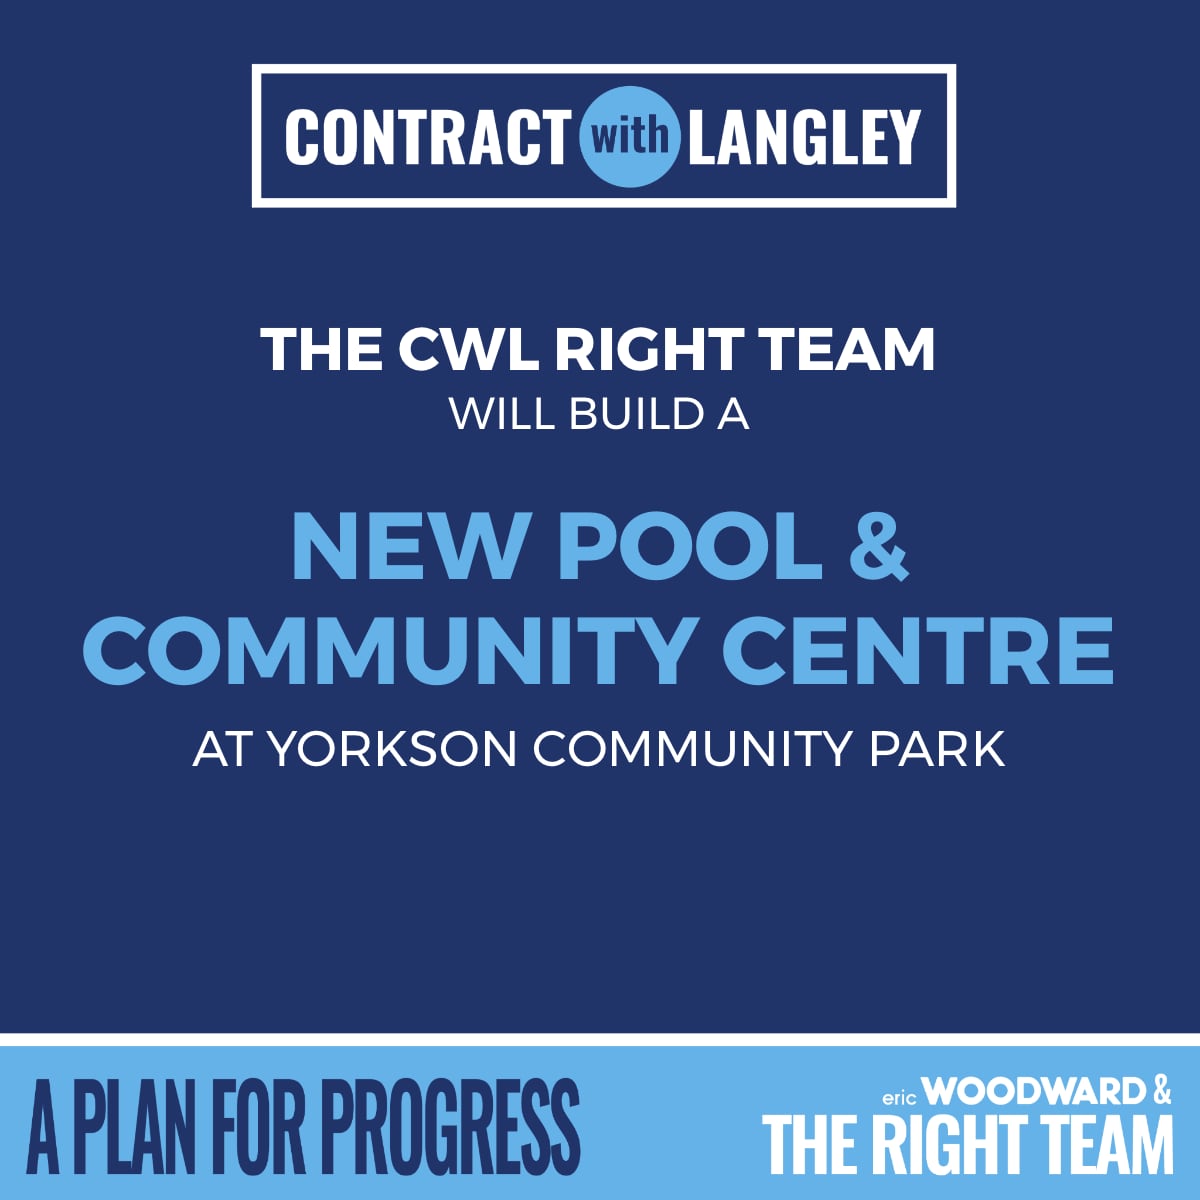 CONTRACT with LANGLEY
THE CWL RIGHT TEAM
WILL BUILD A
NEW POOL &
COMMUNITY CENTRE
AT YORKSON COMMUNITY PARK
A PLAN FOR PROGRESS
eric WOODWARD &
THE RIGHT TEAM